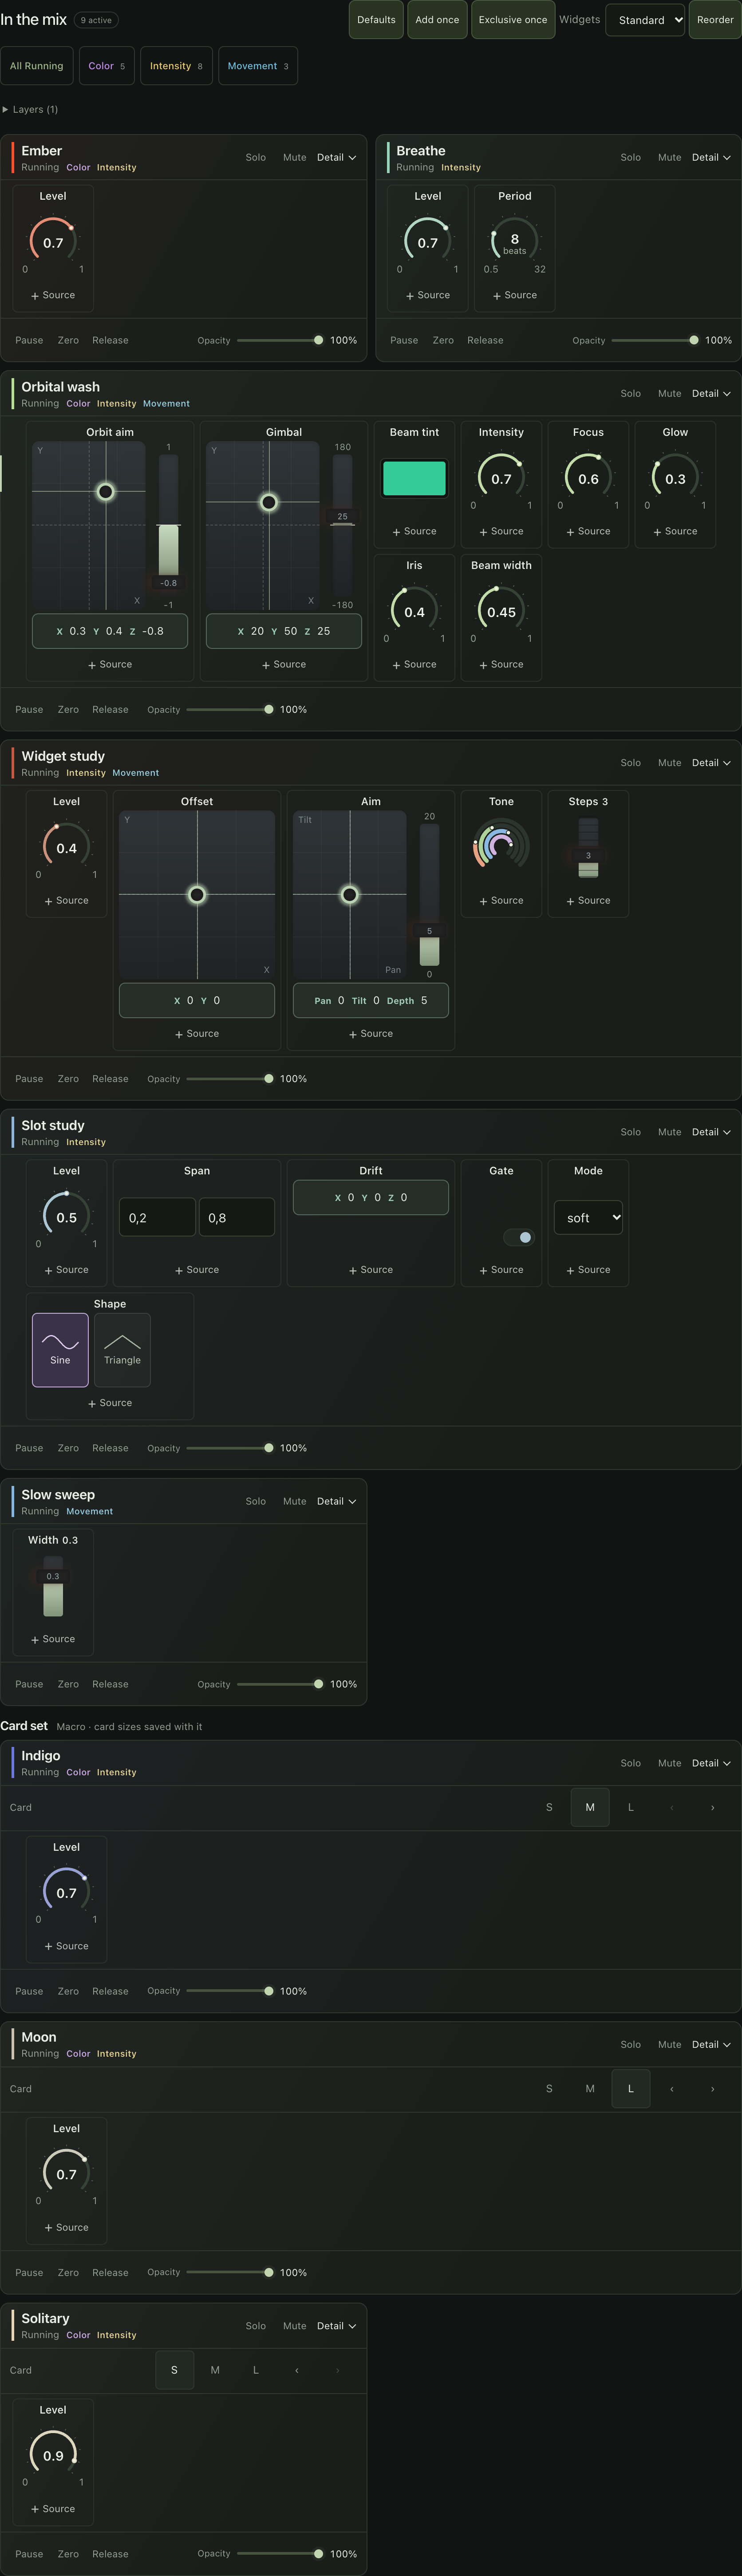 In the mix 9 active Defaults Add once Exclusive once Widgets Standard Reorder
All Running Color 5 Intensity 8 Movement 3
Layers (1)
Ember Solo Mute Detail
Running Color Intensity
Level
0.7
0 1
+ Source
Pause Zero Release Opacity 100%
Breathe Solo Mute Detail
Running Intensity
Level Period
0.7 8
beats
0 1 0.5 32
+ Source + Source
Pause Zero Release Opacity 100%
Orbital wash Solo Mute Detail
Running Color Intensity Movement
Orbit aim Gimbal Beam tint Intensity Focus Glow
Y 1 Y 180
0.7 0.6 0.3
0 1 0 1 0 1
25
+ Source + Source + Source + Source
Iris Beam width
-0.8
X -1 X -180
0.4 0.45
X 0.3 Y 0.4 Z -0.8 X 20 Y 50 Z 25
0 1 0 1
+ Source + Source + Source + Source
Pause Zero Release Opacity 100%
Widget study Solo Mute Detail
Running Intensity Movement
Level Offset Aim Tone Steps 3
Y Tilt 20
0.4 3
0 1
+ Source + Source + Source
5
X Pan 0
X 0 Y 0 Pan 0 Tilt 0 Depth 5
+ Source + Source
Pause Zero Release Opacity 100%
Slot study Solo Mute Detail
Running Intensity
Level Span Drift Gate Mode
X 0 Y 0 Z 0
0.5 0,2 0,8 soft
0 1
+ Source + Source + Source + Source + Source
Shape
Sine Triangle
+ Source
Pause Zero Release Opacity 100%
Slow sweep Solo Mute Detail
Running Movement
Width 0.3
0.3
+ Source
Pause Zero Release Opacity 100%
Card set Macro · card sizes saved with it
Indigo Solo Mute Detail
Running Color Intensity
Card S M L ‹ ›
Level
0.7
0 1
+ Source
Pause Zero Release Opacity 100%
Moon Solo Mute Detail
Running Color Intensity
Card S M L ‹ ›
Level
0.7
0 1
+ Source
Pause Zero Release Opacity 100%
Solitary Solo Mute Detail
Running Color Intensity
Card S M L ‹ ›
Level
0.9
0 1
+ Source
Pause Zero Release Opacity 100%